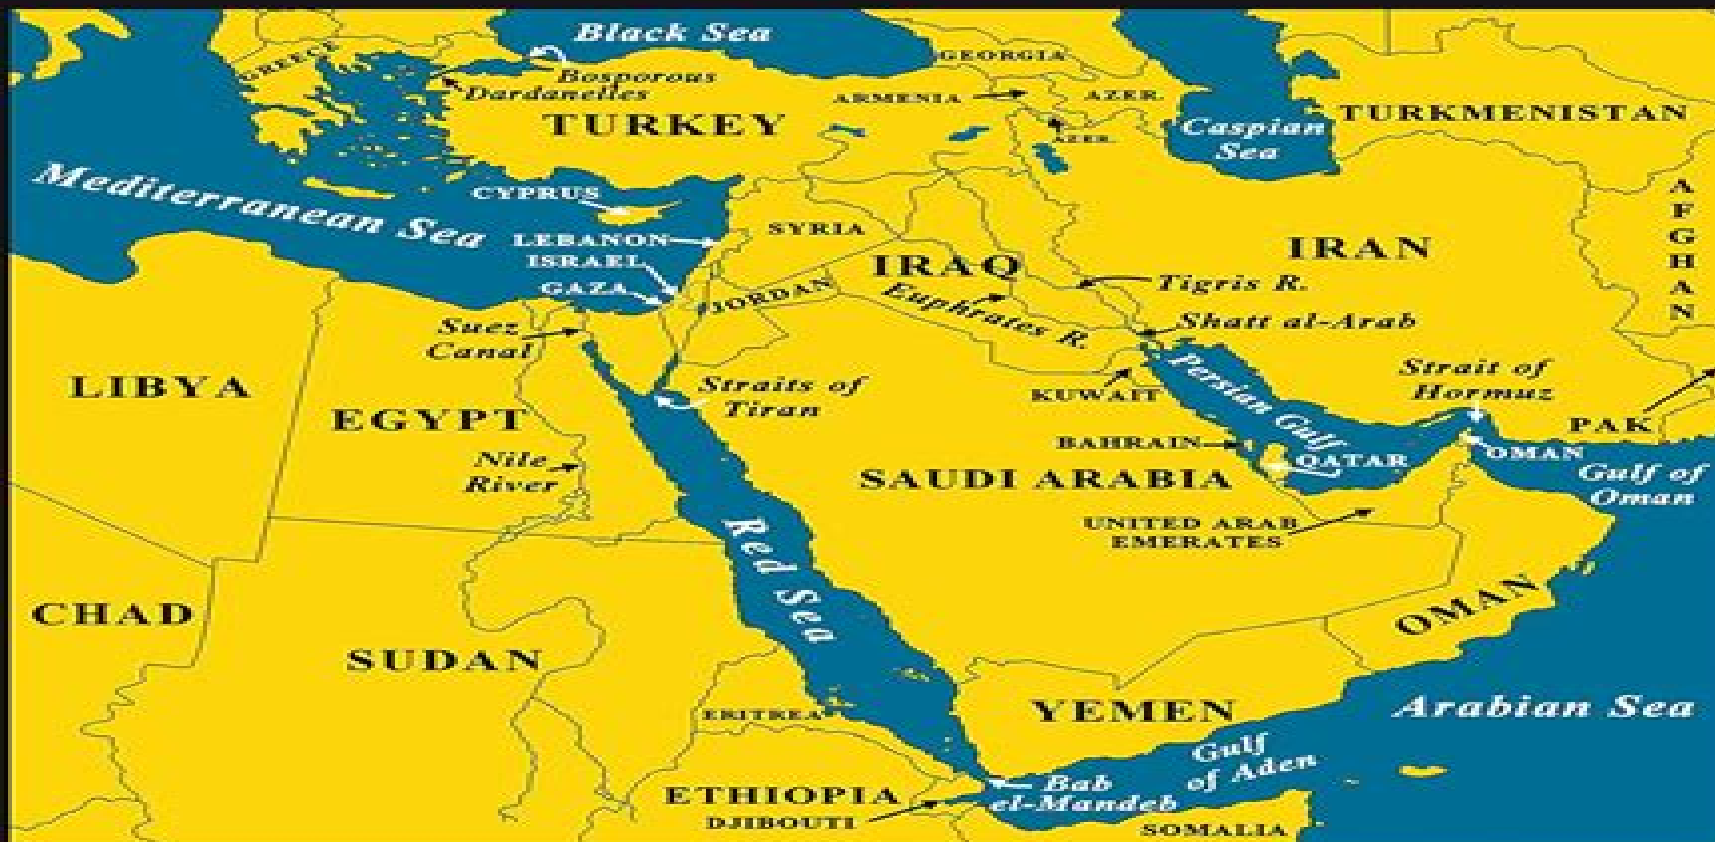 Black Sea
GREECE
GEORGIA
Bosporous
Dardanelles
ARMENIA
AZER.
TURKEY
AZER.
Caspian
Sea
TURKMENISTAN
Mediterranean Sea
CYPRUS
LEBANON
ISRAEL
GAZA
SYRIA
IRAQ
IRAN
AFGHAN
JORDAN
Euphrates R.
Tigris R.
Shatt al-Arab
Suez
Canal
LIBYA
EGYPT
Straits of
Tiran
KUWAIT
Persian Gulf
Strait of
Hormuz
PAK
Nile
River
BAHRAIN
QATAR
OMAN
SAUDI ARABIA
Gulf of
Oman
UNITED ARAB
EMERATES
Red Sea
CHAD
SUDAN
OMAN
YEMEN
Arabian Sea
ERITREA
Gulf
of Aden
Bab
el-Mandeb
ETHIOPIA
DJIBOUTI
SOMALIA